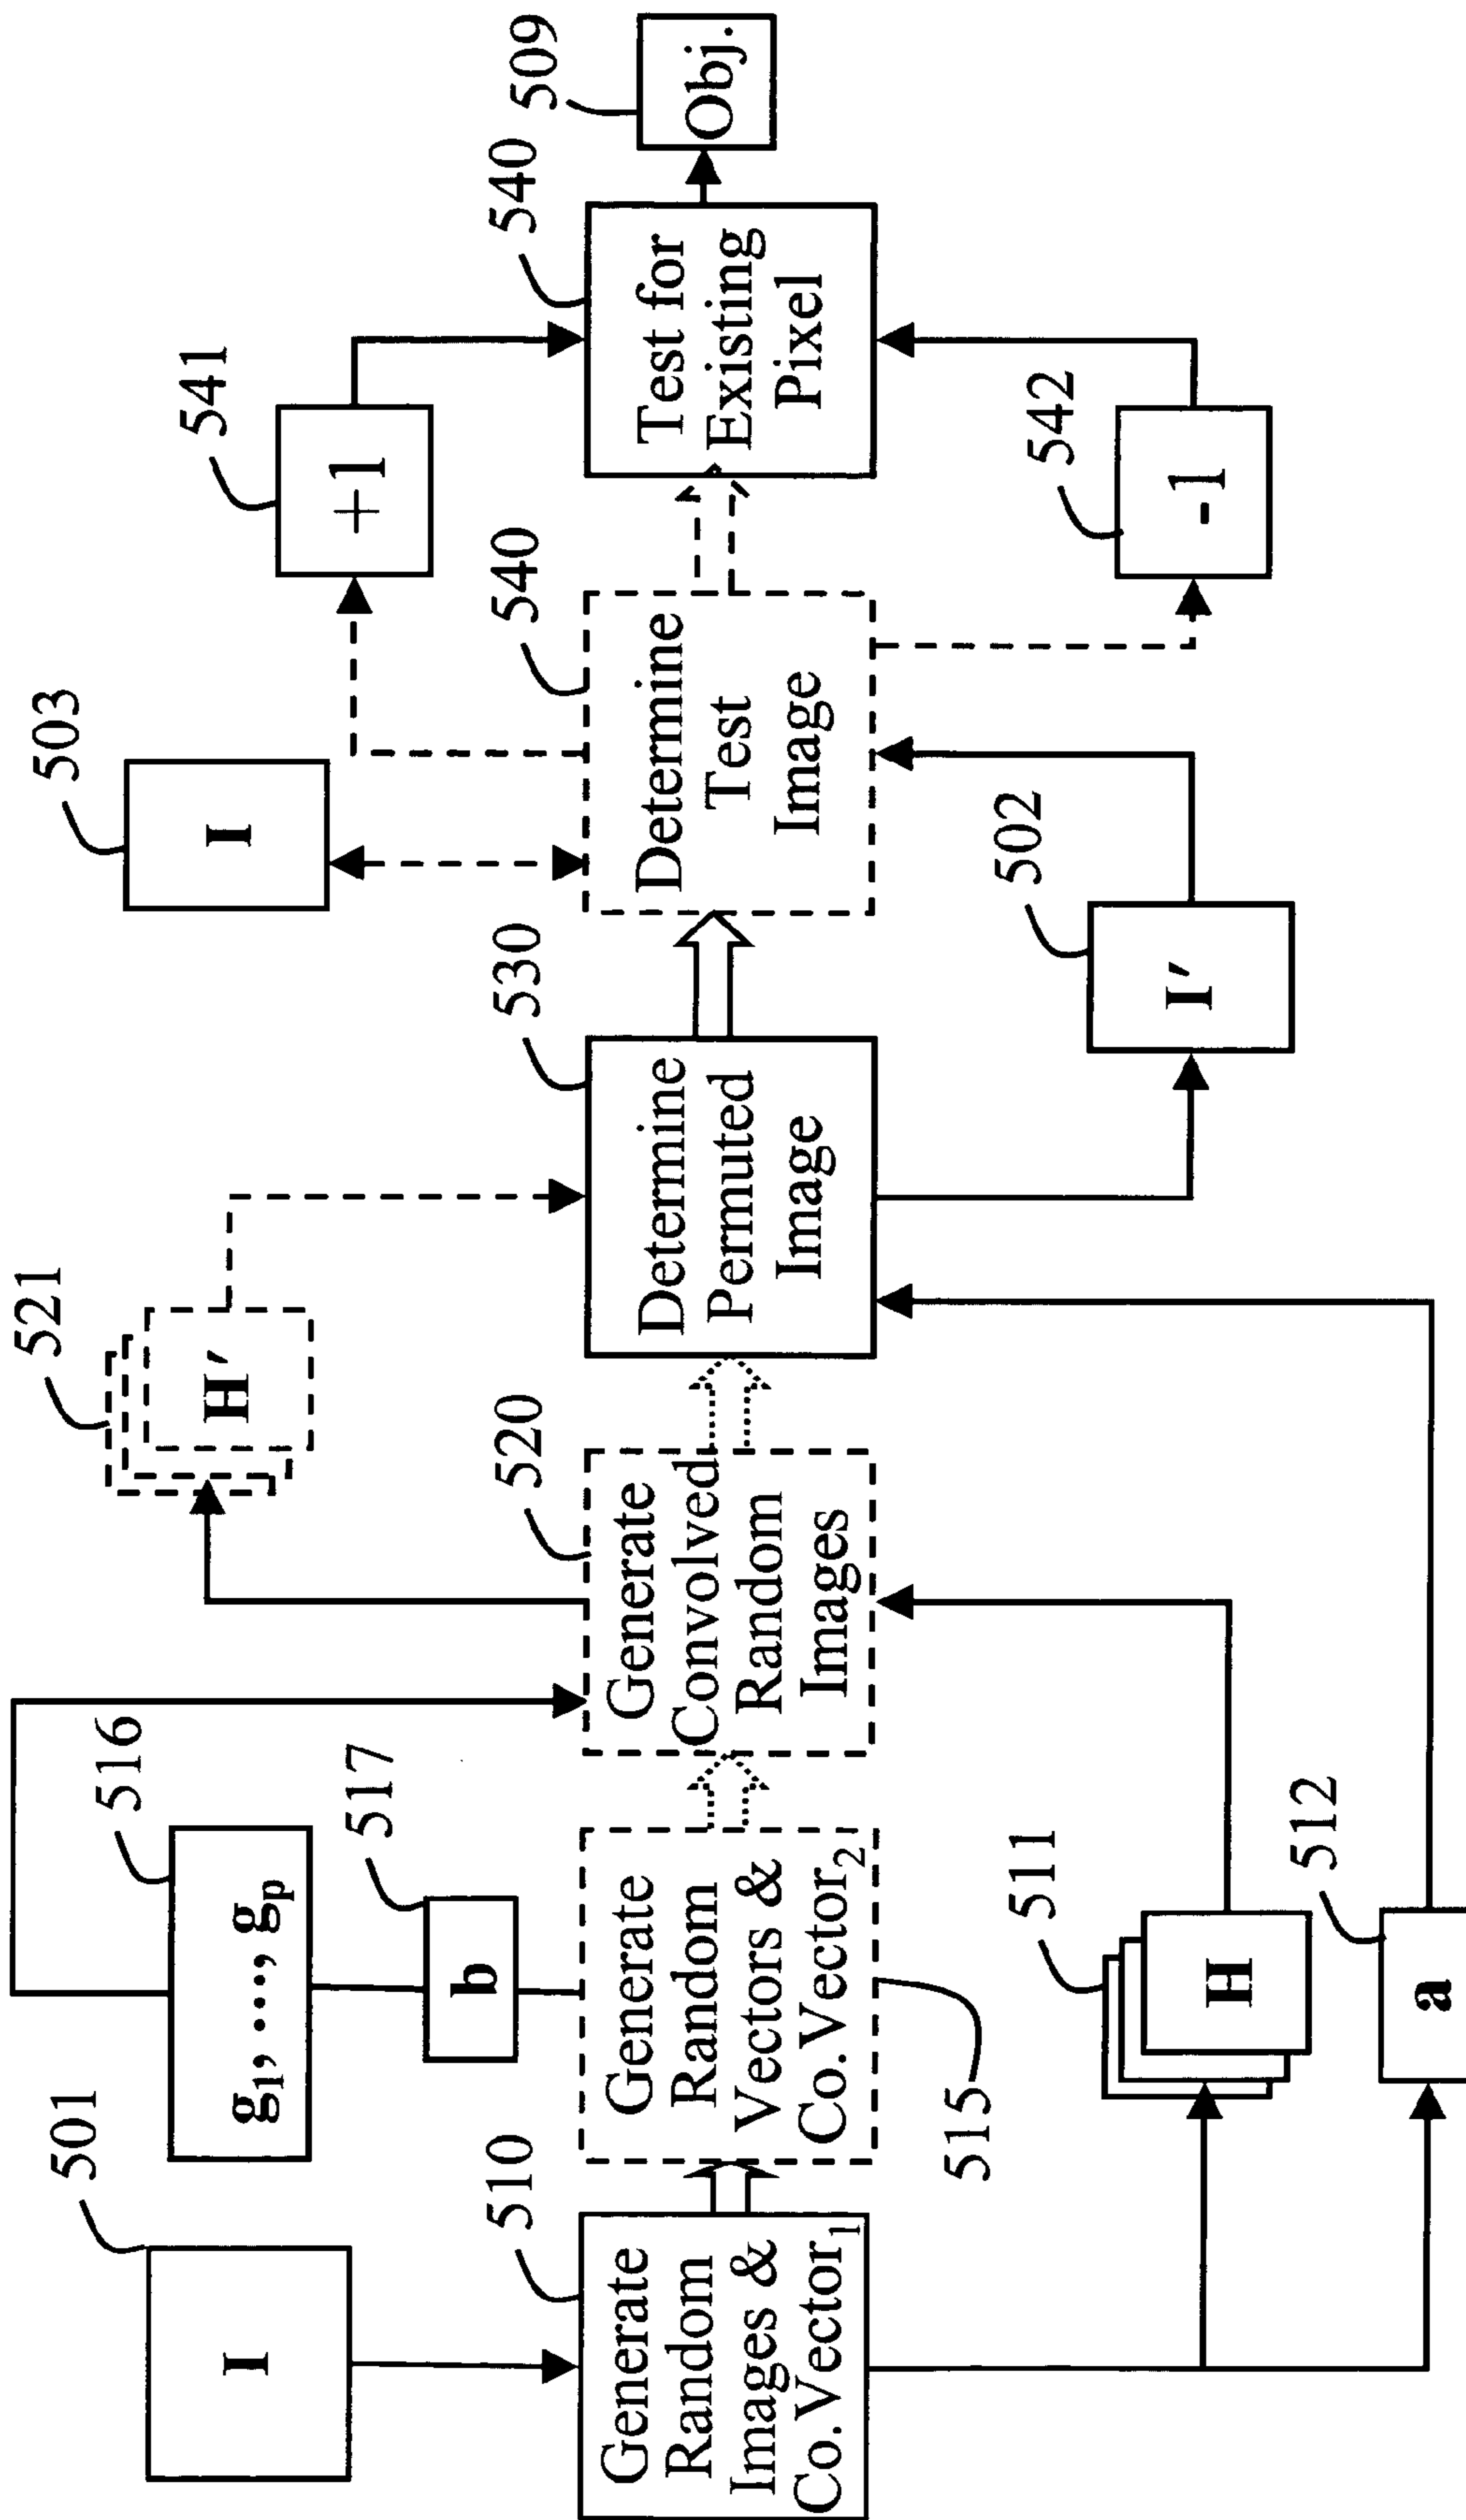 501
I
516
g₁, ..., gₚ
517
b
510
Generate
Random
Images &
Co.Vector₁
Generate
Random
Vectors &
Co.Vector₂
515
511
H
512
a
520
Generate
Convolved
Random
Images
521
H′
530
Determine
Permuted
Image
502
I′
503
I
540
Determine
Test
Image
541
+1
542
-1
540
Test for
Existing
Pixel
509
Obj.